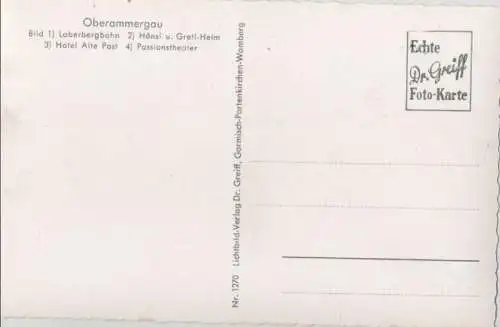 Oberammergau
Bild 1) Laberbergbahn 2) Hänsl u. Gretl-Heim
3) Hotel Alte Post 4) Passionstheater
Nr. 1270 Lichtbild-Verlag Dr. Greiff, Garmisch-Partenkirchen-Wamberg
Echte
Dr. Greiff
Foto-Karte